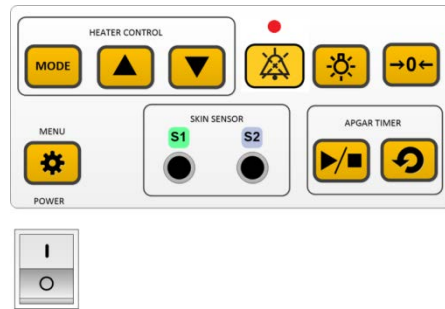 HEATER CONTROL
MODE
→0←
MENU
SKIN SENSOR
S1 S2
APGAR TIMER
POWER
I
O